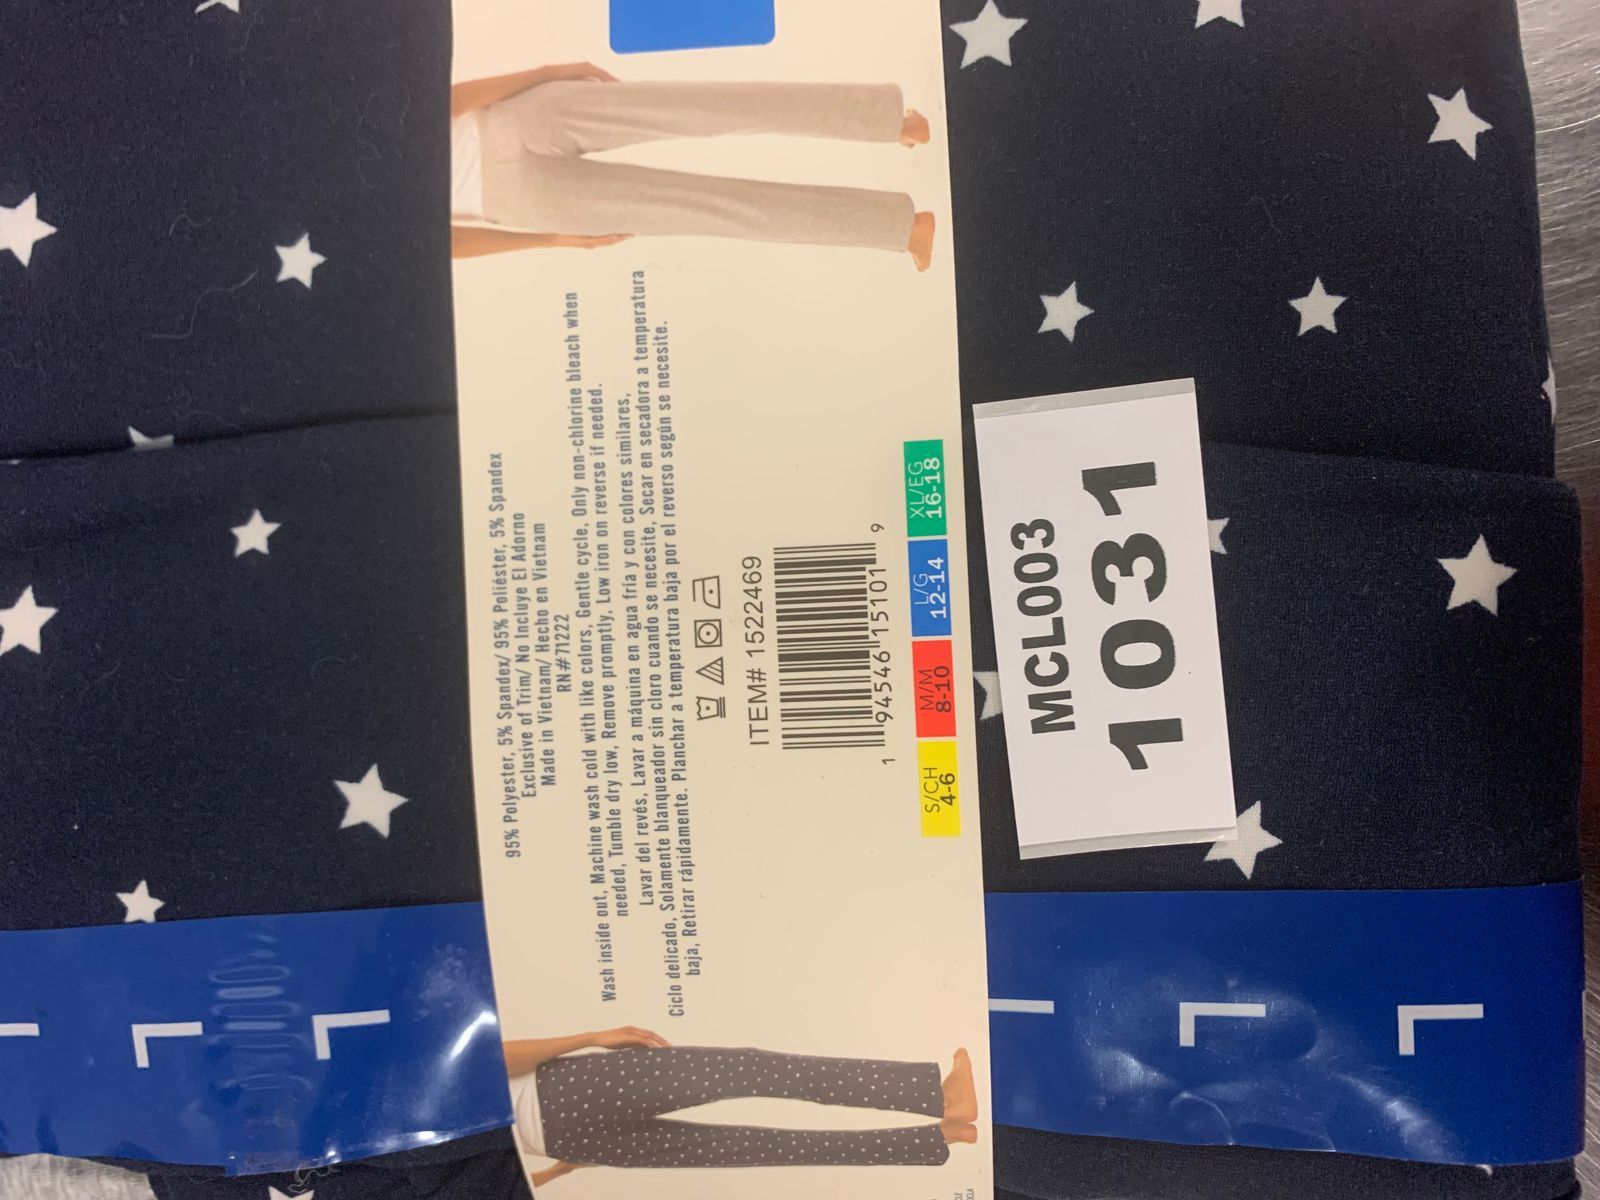 95% Polyester, 5% Spandex/ 95% Poliéster, 5% Spandex
Exclusive of Trim/ No Incluye El Adorno
Made in Vietnam/ Hecho en Vietnam
RN#71222
Wash inside out, Machine wash cold with like colors, Gentle cycle, Only non-chlorine bleach when
needed, Tumble dry low, Remove promptly, Low iron on reverse if needed.
Lavar del revés, Lavar a máquina en agua fría y con colores similares,
Ciclo delicado, Solamente blanqueador sin cloro cuando se necesite, Secar en secadora a temperatura
baja, Retirar rápidamente. Planchar a temperatura baja por el reverso según se necesite.
ITEM# 1522469
1 94546 15101 9
S/CH 4-6
M/M 8-10
L/G 12-14
XL/EG 16-18
MCL003
1031
L
L
L
L
L